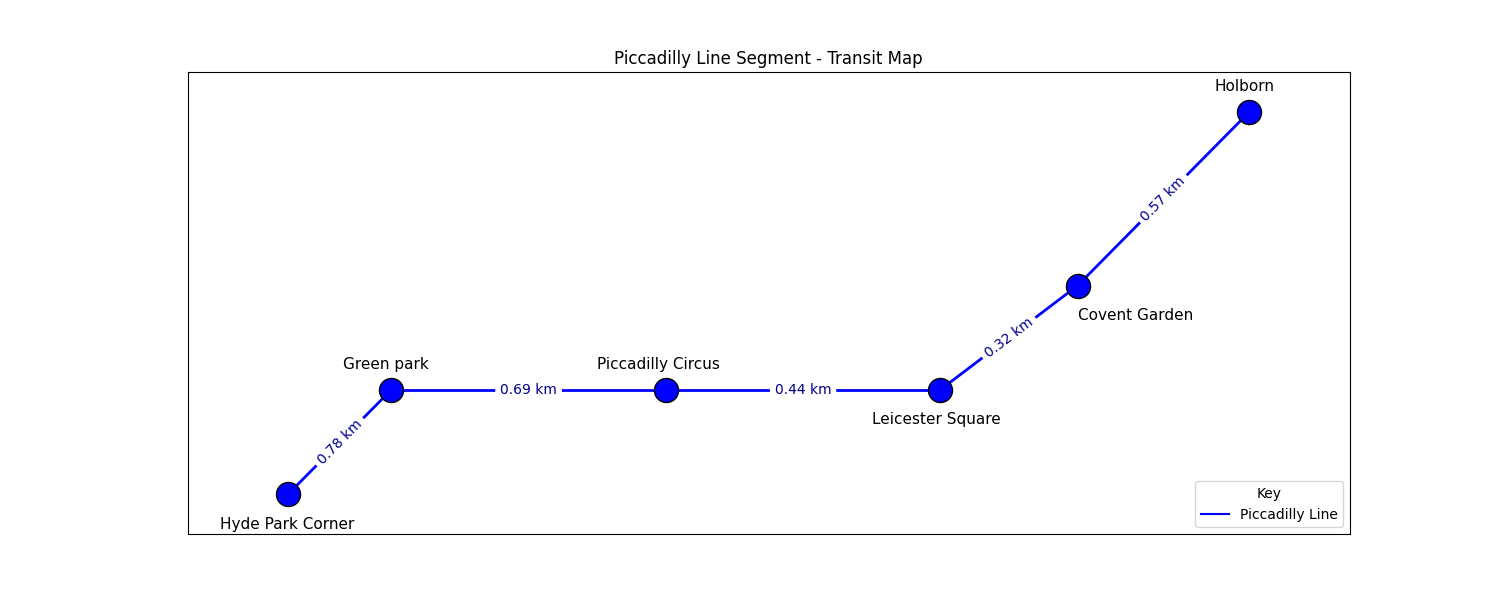 Piccadilly Line Segment - Transit Map
Holborn
0.57 km
Covent Garden
0.32 km
Green park
Piccadilly Circus
0.69 km
0.44 km
Leicester Square
0.78 km
Hyde Park Corner
Key
Piccadilly Line